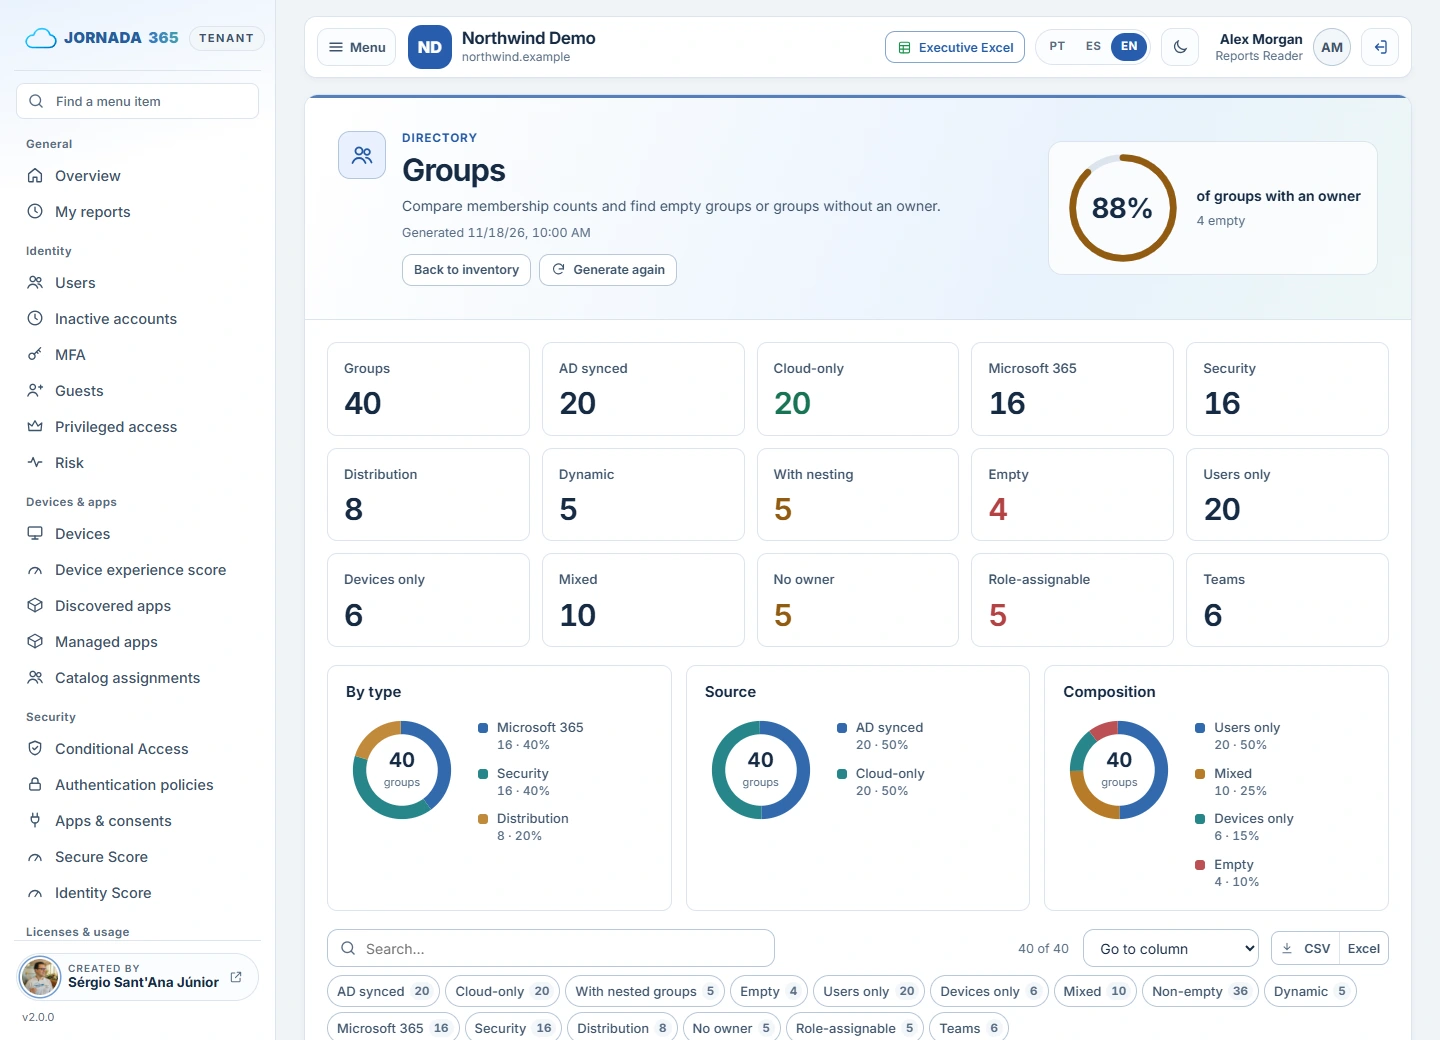 JORNADA 365 TENANT
Find a menu item
General
Overview
My reports
Identity
Users
Inactive accounts
MFA
Guests
Privileged access
Risk
Devices & apps
Devices
Device experience score
Discovered apps
Managed apps
Catalog assignments
Security
Conditional Access
Authentication policies
Apps & consents
Secure Score
Identity Score
Licenses & usage
CREATED BY
Sérgio Sant'Ana Júnior
v2.0.0
Menu
ND
Northwind Demo
northwind.example
Executive Excel
PT ES EN
Alex Morgan
Reports Reader
AM
DIRECTORY
Groups
Compare membership counts and find empty groups or groups without an owner.
Generated 11/18/26, 10:00 AM
Back to inventory
Generate again
88%
of groups with an owner
4 empty
Groups
40
AD synced
20
Cloud-only
20
Microsoft 365
16
Security
16
Distribution
8
Dynamic
5
With nesting
5
Empty
4
Users only
20
Devices only
6
Mixed
10
No owner
5
Role-assignable
5
Teams
6
By type
40
groups
Microsoft 365
16 · 40%
Security
16 · 40%
Distribution
8 · 20%
Source
40
groups
AD synced
20 · 50%
Cloud-only
20 · 50%
Composition
40
groups
Users only
20 · 50%
Mixed
10 · 25%
Devices only
6 · 15%
Empty
4 · 10%
Search...
40 of 40
Go to column
CSV Excel
AD synced 20 Cloud-only 20 With nested groups 5 Empty 4 Users only 20 Devices only 6 Mixed 10 Non-empty 36 Dynamic 5
Microsoft 365 16 Security 16 Distribution 8 No owner 5 Role-assignable 5 Teams 6